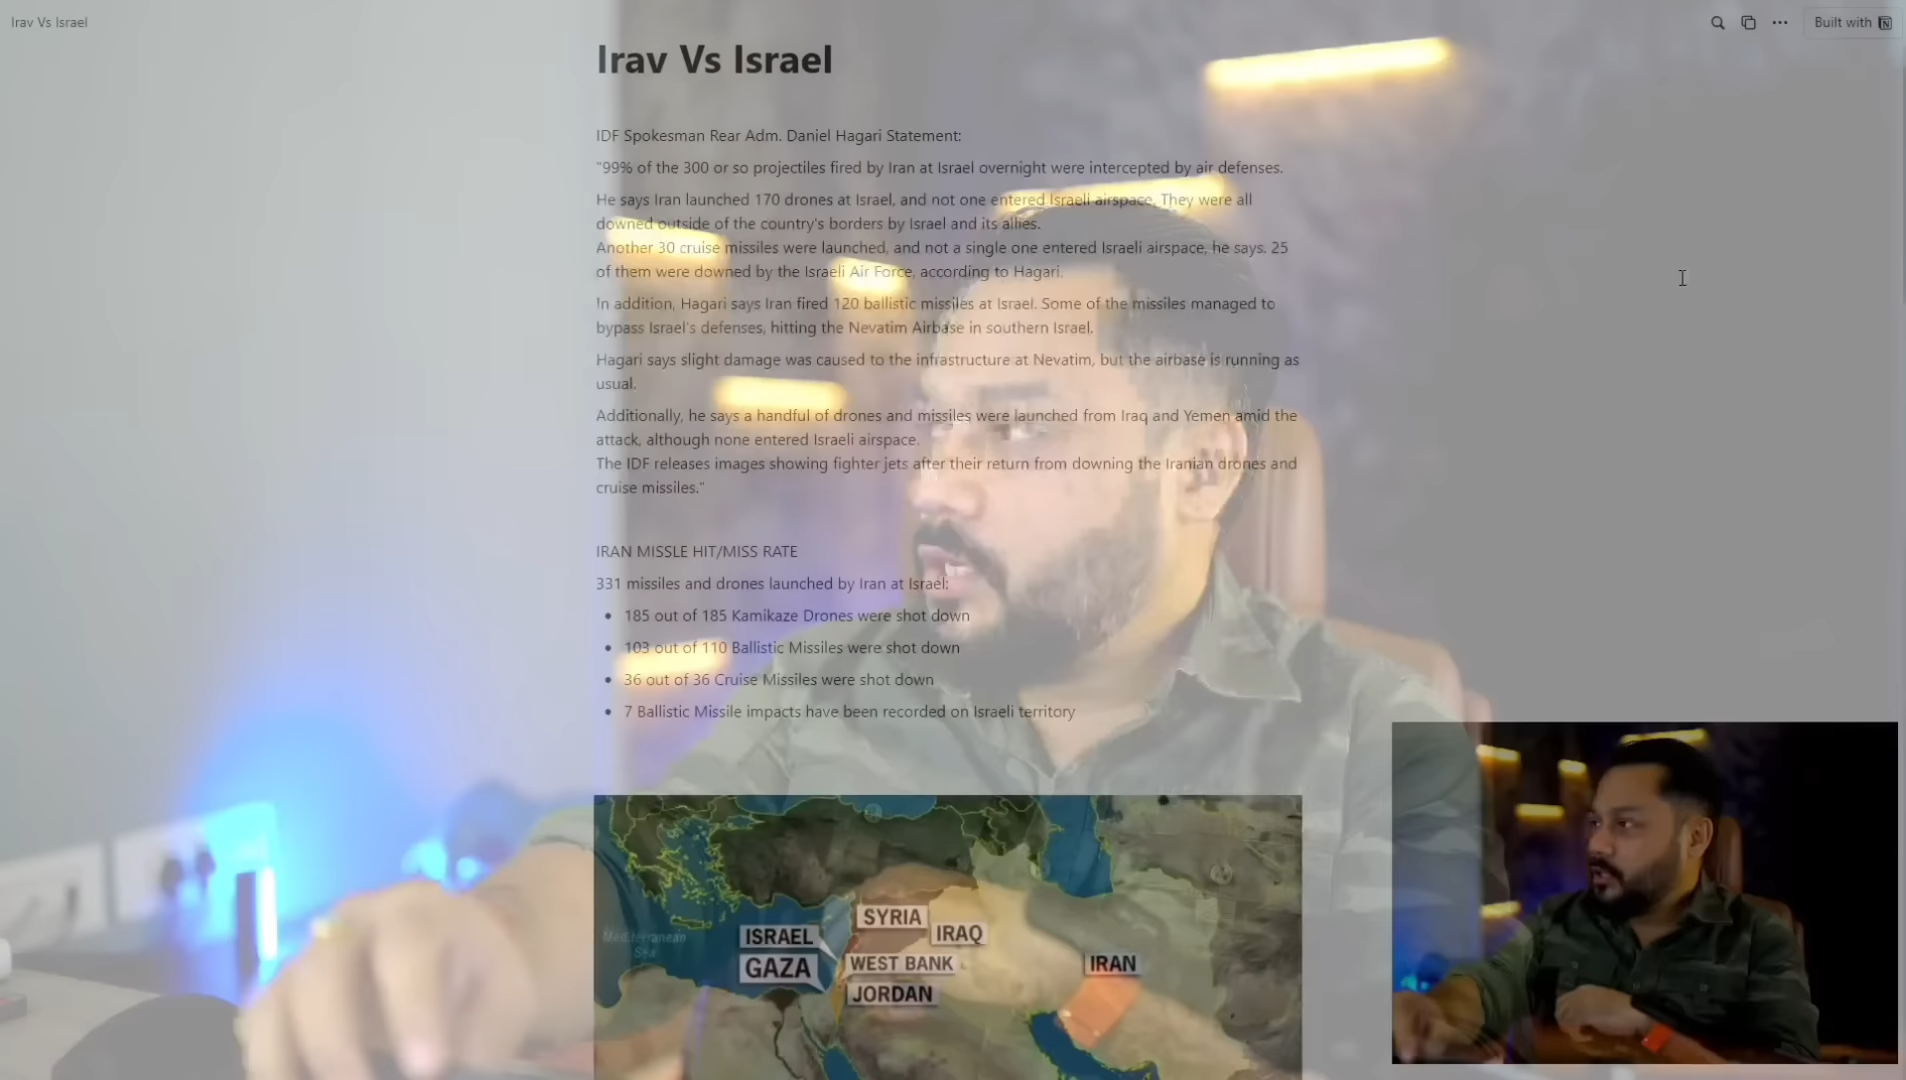 Irav Vs Israel
Built with
Irav Vs Israel
IDF Spokesman Rear Adm. Daniel Hagari Statement:
"99% of the 300 or so projectiles fired by Iran at Israel overnight were intercepted by air defenses.
He says Iran launched 170 drones at Israel, and not one entered Israeli airspace. They were all
downed outside of the country's borders by Israel and its allies.
Another 30 cruise missiles were launched, and not a single one entered Israeli airspace, he says. 25
of them were downed by the Israeli Air Force, according to Hagari.
In addition, Hagari says Iran fired 120 ballistic missiles at Israel. Some of the missiles managed to
bypass Israel's defenses, hitting the Nevatim Airbase in southern Israel.
Hagari says slight damage was caused to the infrastructure at Nevatim, but the airbase is running as
usual.
Additionally, he says a handful of drones and missiles were launched from Iraq and Yemen amid the
attack, although none entered Israeli airspace.
The IDF releases images showing fighter jets after their return from downing the Iranian drones and
cruise missiles."
IRAN MISSLE HIT/MISS RATE
331 missiles and drones launched by Iran at Israel:
• 185 out of 185 Kamikaze Drones were shot down
• 103 out of 110 Ballistic Missiles were shot down
• 36 out of 36 Cruise Missiles were shot down
• 7 Ballistic Missile impacts have been recorded on Israeli territory
Mediterranean
Sea
ISRAEL
GAZA
SYRIA
IRAQ
WEST BANK
JORDAN
IRAN